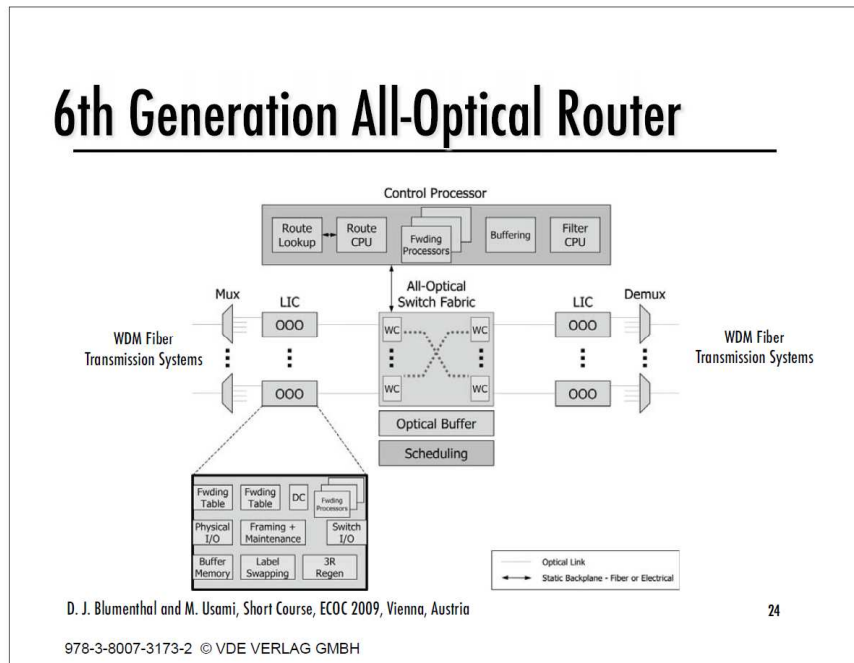 6th Generation All-Optical Router
Control Processor
Route
Lookup
Route
CPU
Fwding
Processors
Buffering
Filter
CPU
All-Optical
Switch Fabric
Mux
LIC
LIC
Demux
OOO
WC
WC
OOO
WDM Fiber
Transmission Systems
WDM Fiber
Transmission Systems
OOO
WC
WC
OOO
Optical Buffer
Scheduling
Fwding
Table
Fwding
Table
DC
Fwding
Processors
Physical
I/O
Framing +
Maintenance
Switch
I/O
Buffer
Memory
Label
Swapping
3R
Regen
Optical Link
Static Backplane - Fiber or Electrical
D. J. Blumenthal and M. Usami, Short Course, ECOC 2009, Vienna, Austria
24
978-3-8007-3173-2 © VDE VERLAG GMBH